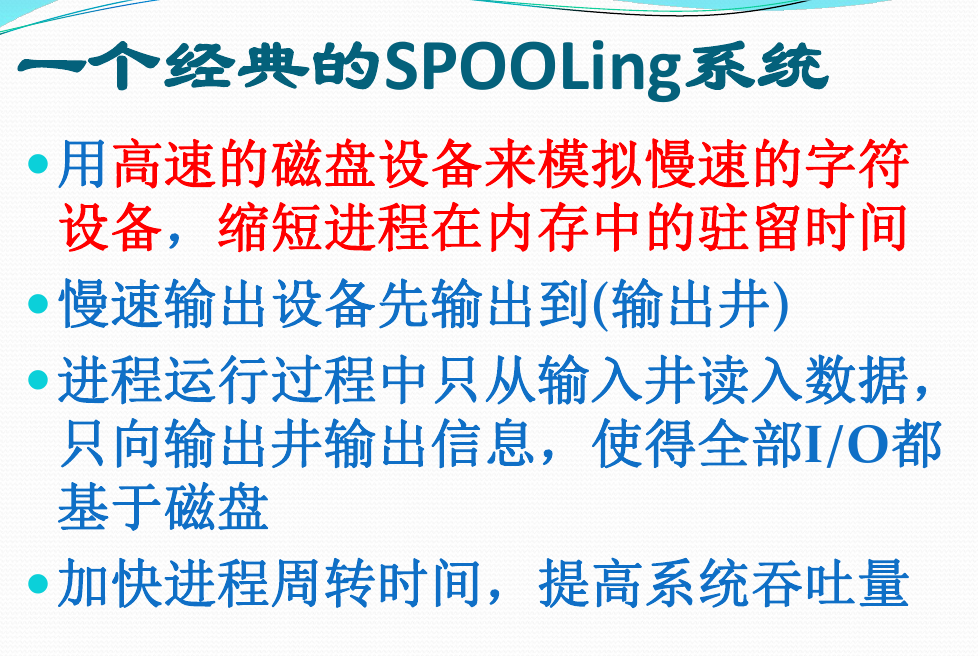 一个经典的SPOOLing系统
•用高速的磁盘设备来模拟慢速的字符
设备，缩短进程在内存中的驻留时间
•慢速输出设备先输出到(输出井)
•进程运行过程中只从输入井读入数据，
只向输出井输出信息，使得全部I/O都
基于磁盘
•加快进程周转时间，提高系统吞吐量